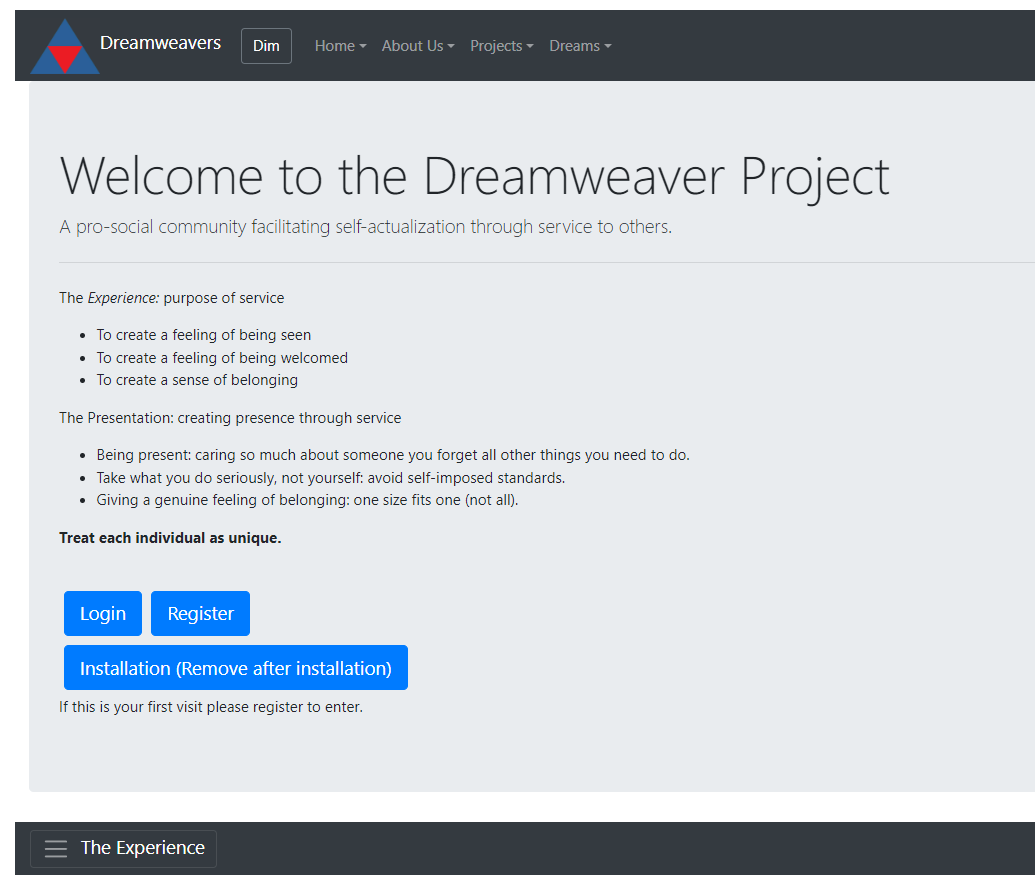 Dreamweavers Dim Home About Us Projects Dreams
Welcome to the Dreamweaver Project
A pro-social community facilitating self-actualization through service to others.
The Experience: purpose of service
To create a feeling of being seen
To create a feeling of being welcomed
To create a sense of belonging
The Presentation: creating presence through service
Being present: caring so much about someone you forget all other things you need to do.
Take what you do seriously, not yourself: avoid self-imposed standards.
Giving a genuine feeling of belonging: one size fits one (not all).
Treat each individual as unique.
Login Register
Installation (Remove after installation)
If this is your first visit please register to enter.
The Experience